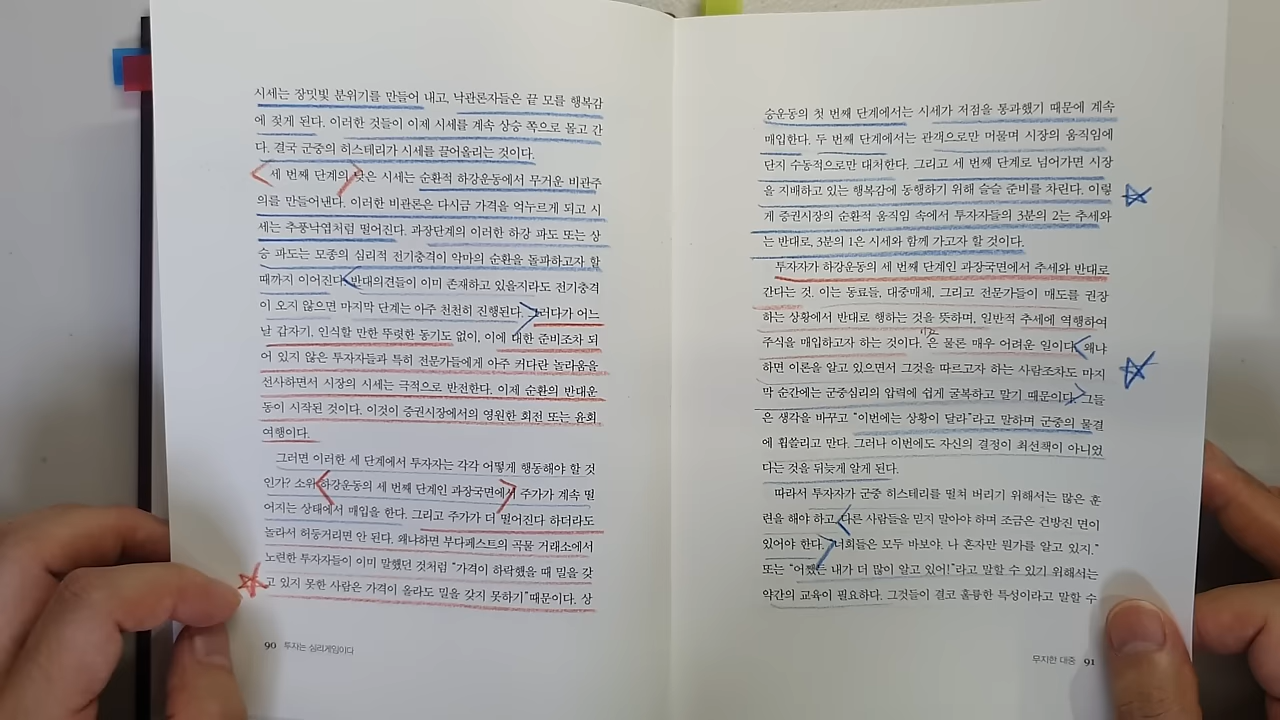 시세는 장밋빛 분위기를 만들어 내고, 낙관론자들은 끝 모를 행복감
에 젖게 된다. 이러한 것들이 이제 시세를 계속 상승 쪽으로 몰고 간
다. 결국 군중의 히스테리가 시세를 끌어올리는 것이다.
세 번째 단계의 낮은 시세는 순환적 하강운동에서 무거운 비관주
의를 만들어낸다. 이러한 비관론은 다시금 가격을 억누르게 되고 시
세는 추풍낙엽처럼 떨어진다. 과장단계의 이러한 하강 파도 또는 상
승 파도는 모종의 심리적 전기충격이 악마의 순환을 돌파하고자 할
때까지 이어진다. 반대의견들이 이미 존재하고 있을지라도 전기충격
이 오지 않으면 마지막 단계는 아주 천천히 진행된다. 그러다가 어느
날 갑자기, 인식할 만한 뚜렷한 동기도 없이, 이에 대한 준비조차 되
어 있지 않은 투자자들과 특히 전문가들에게 아주 커다란 놀라움을
선사하면서 시장의 시세는 극적으로 반전한다. 이제 순환의 반대운
동이 시작된 것이다. 이것이 증권시장에서의 영원한 회전 또는 윤회
여행이다.
그러면 이러한 세 단계에서 투자자는 각각 어떻게 행동해야 할 것
인가? 소위 하강운동의 세 번째 단계인 과장국면에서 주가가 계속 떨
어지는 상태에서 매입을 한다. 그리고 주가가 더 떨어진다 하더라도
놀라서 허둥거리면 안 된다. 왜냐하면 부다페스트의 곡물 거래소에서
노련한 투자자들이 이미 말했던 것처럼 "가격이 하락했을 때 밀을 갖
고 있지 못한 사람은 가격이 올라도 밀을 갖지 못하기" 때문이다. 상
90 투자는 심리게임이다
승운동의 첫 번째 단계에서는 시세가 저점을 통과했기 때문에 계속
매입한다. 두 번째 단계에서는 관객으로만 머물며 시장의 움직임에
단지 수동적으로만 대처한다. 그리고 세 번째 단계로 넘어가면 시장
을 지배하고 있는 행복감에 동행하기 위해 슬슬 준비를 차린다. 이렇
게 증권시장의 순환적 움직임 속에서 투자자들의 3분의 2는 추세와
는 반대로, 3분의 1은 시세와 함께 가고자 할 것이다.
투자자가 하강운동의 세 번째 단계인 과장국면에서 추세와 반대로
간다는 것. 이는 동료들, 대중매체, 그리고 전문가들이 매도를 권장
하는 상황에서 반대로 행하는 것을 뜻하며, 일반적 추세에 역행하여
주식을 매입하고자 하는 것이다. 은 물론 매우 어려운 일이다. 왜냐
하면 이론을 알고 있으면서 그것을 따르고자 하는 사람조차도 마지
막 순간에는 군중심리의 압력에 쉽게 굴복하고 말기 때문이다. 그들
은 생각을 바꾸고 "이번에는 상황이 달라"라고 말하며 군중의 물결
에 휩쓸리고 만다. 그러나 이번에도 자신의 결정이 최선책이 아니었
다는 것을 뒤늦게 알게 된다.
따라서 투자자가 군중 히스테리를 떨쳐 버리기 위해서는 많은 훈
련을 해야 하고, 다른 사람들을 믿지 말아야 하며 조금은 건방진 면이
있어야 한다. "너희들은 모두 바보야. 나 혼자만 뭔가를 알고 있지."
또는 "어쨌든 내가 더 많이 알고 있어!"라고 말할 수 있기 위해서는
약간의 교육이 필요하다. 그것들이 결코 훌륭한 특성이라고 말할 수
무지한 대중 91